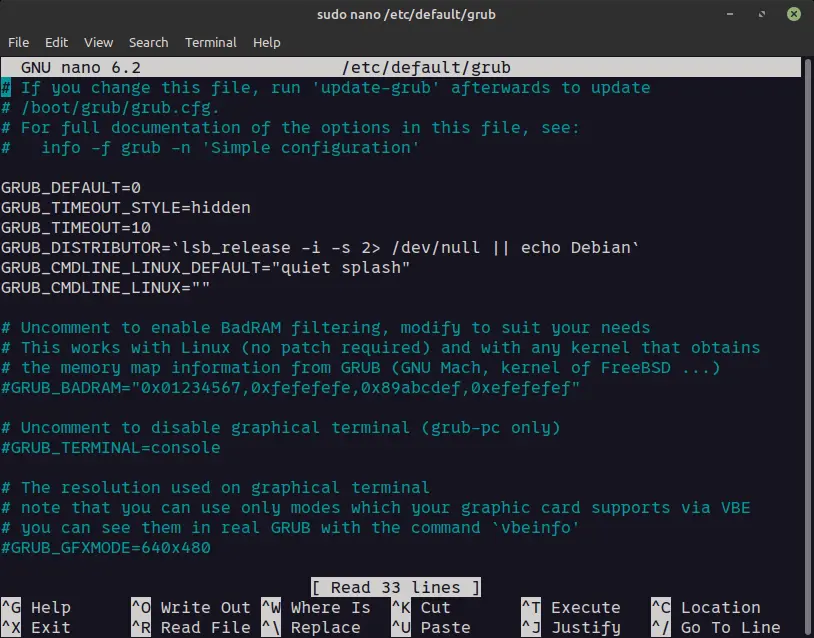 sudo nano /etc/default/grub
File Edit View Search Terminal Help
GNU nano 6.2 /etc/default/grub
# If you change this file, run 'update-grub' afterwards to update
# /boot/grub/grub.cfg.
# For full documentation of the options in this file, see:
#   info -f grub -n 'Simple configuration'
GRUB_DEFAULT=0
GRUB_TIMEOUT_STYLE=hidden
GRUB_TIMEOUT=10
GRUB_DISTRIBUTOR=`lsb_release -i -s 2> /dev/null || echo Debian`
GRUB_CMDLINE_LINUX_DEFAULT="quiet splash"
GRUB_CMDLINE_LINUX=""
# Uncomment to enable BadRAM filtering, modify to suit your needs
# This works with Linux (no patch required) and with any kernel that obtains
# the memory map information from GRUB (GNU Mach, kernel of FreeBSD ...)
#GRUB_BADRAM="0x01234567,0xfefefefe,0x89abcdef,0xefefefef"
# Uncomment to disable graphical terminal (grub-pc only)
#GRUB_TERMINAL=console
# The resolution used on graphical terminal
# note that you can use only modes which your graphic card supports via VBE
# you can see them in real GRUB with the command `vbeinfo'
#GRUB_GFXMODE=640x480
[ Read 33 lines ]
^G Help ^O Write Out ^W Where Is ^K Cut ^T Execute ^C Location
^X Exit ^R Read File ^\ Replace ^U Paste ^J Justify ^/ Go To Line